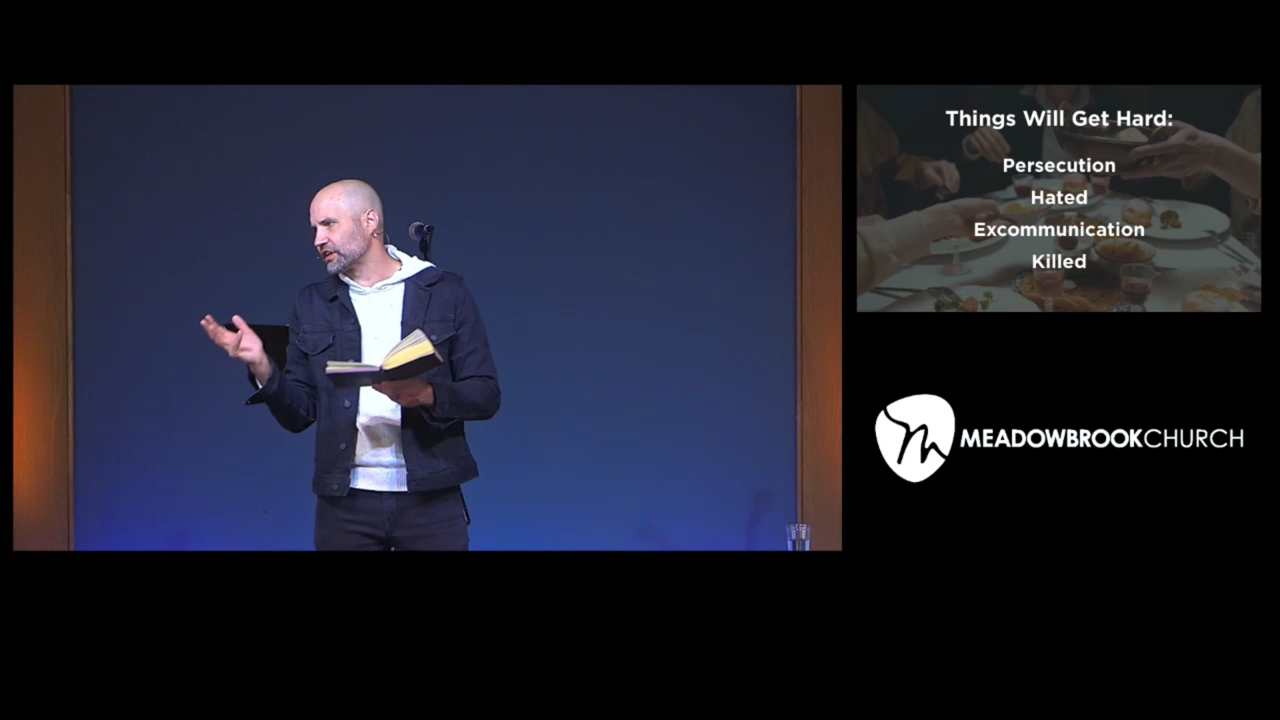 Things Will Get Hard:
Persecution
Hated
Excommunication
Killed
MEADOWBROOKCHURCH